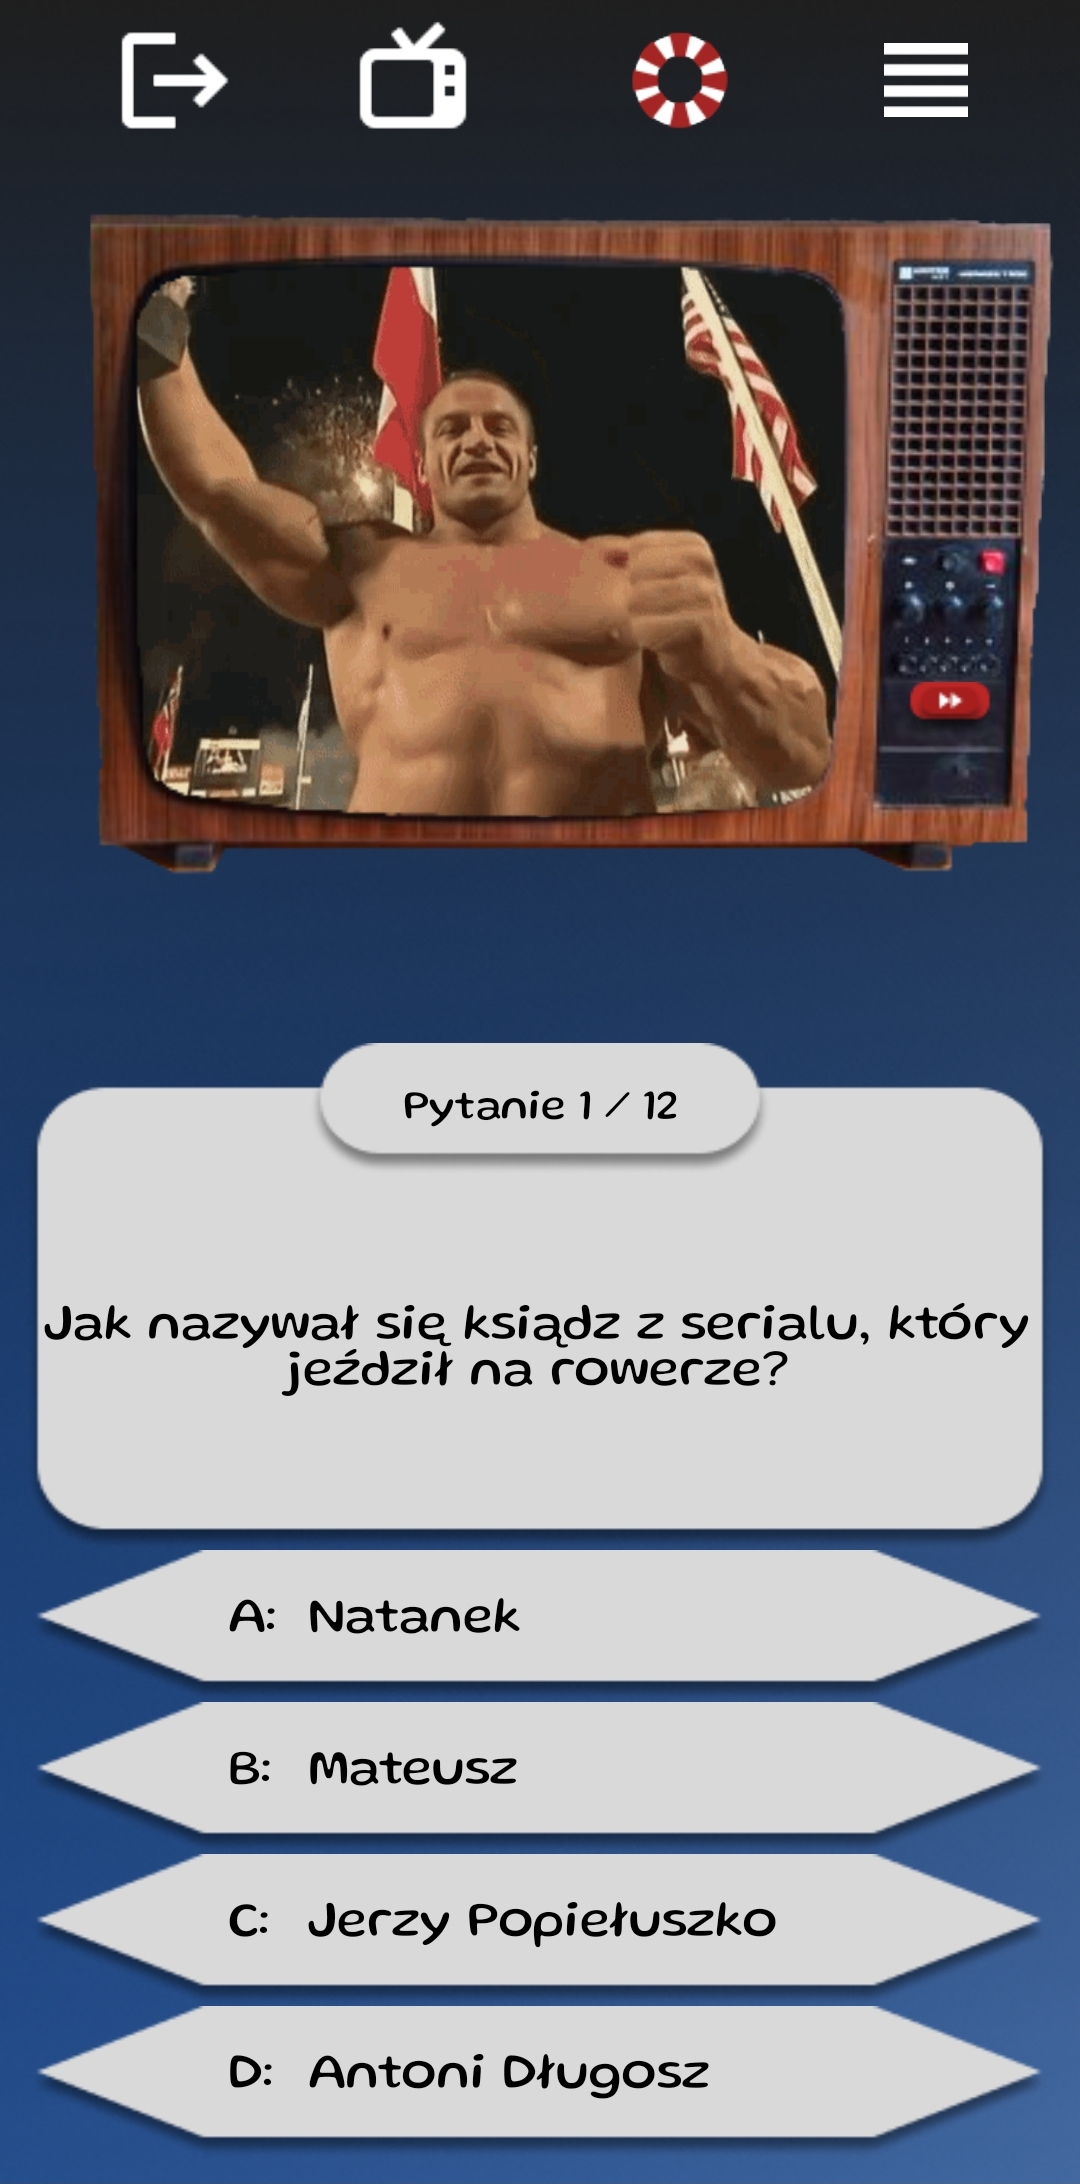 Pytanie 1 / 12
Jak nazywał się ksiądz z serialu, który
jeździł na rowerze?
A: Natanek
B: Mateusz
C: Jerzy Popiełuszko
D: Antoni Długosz